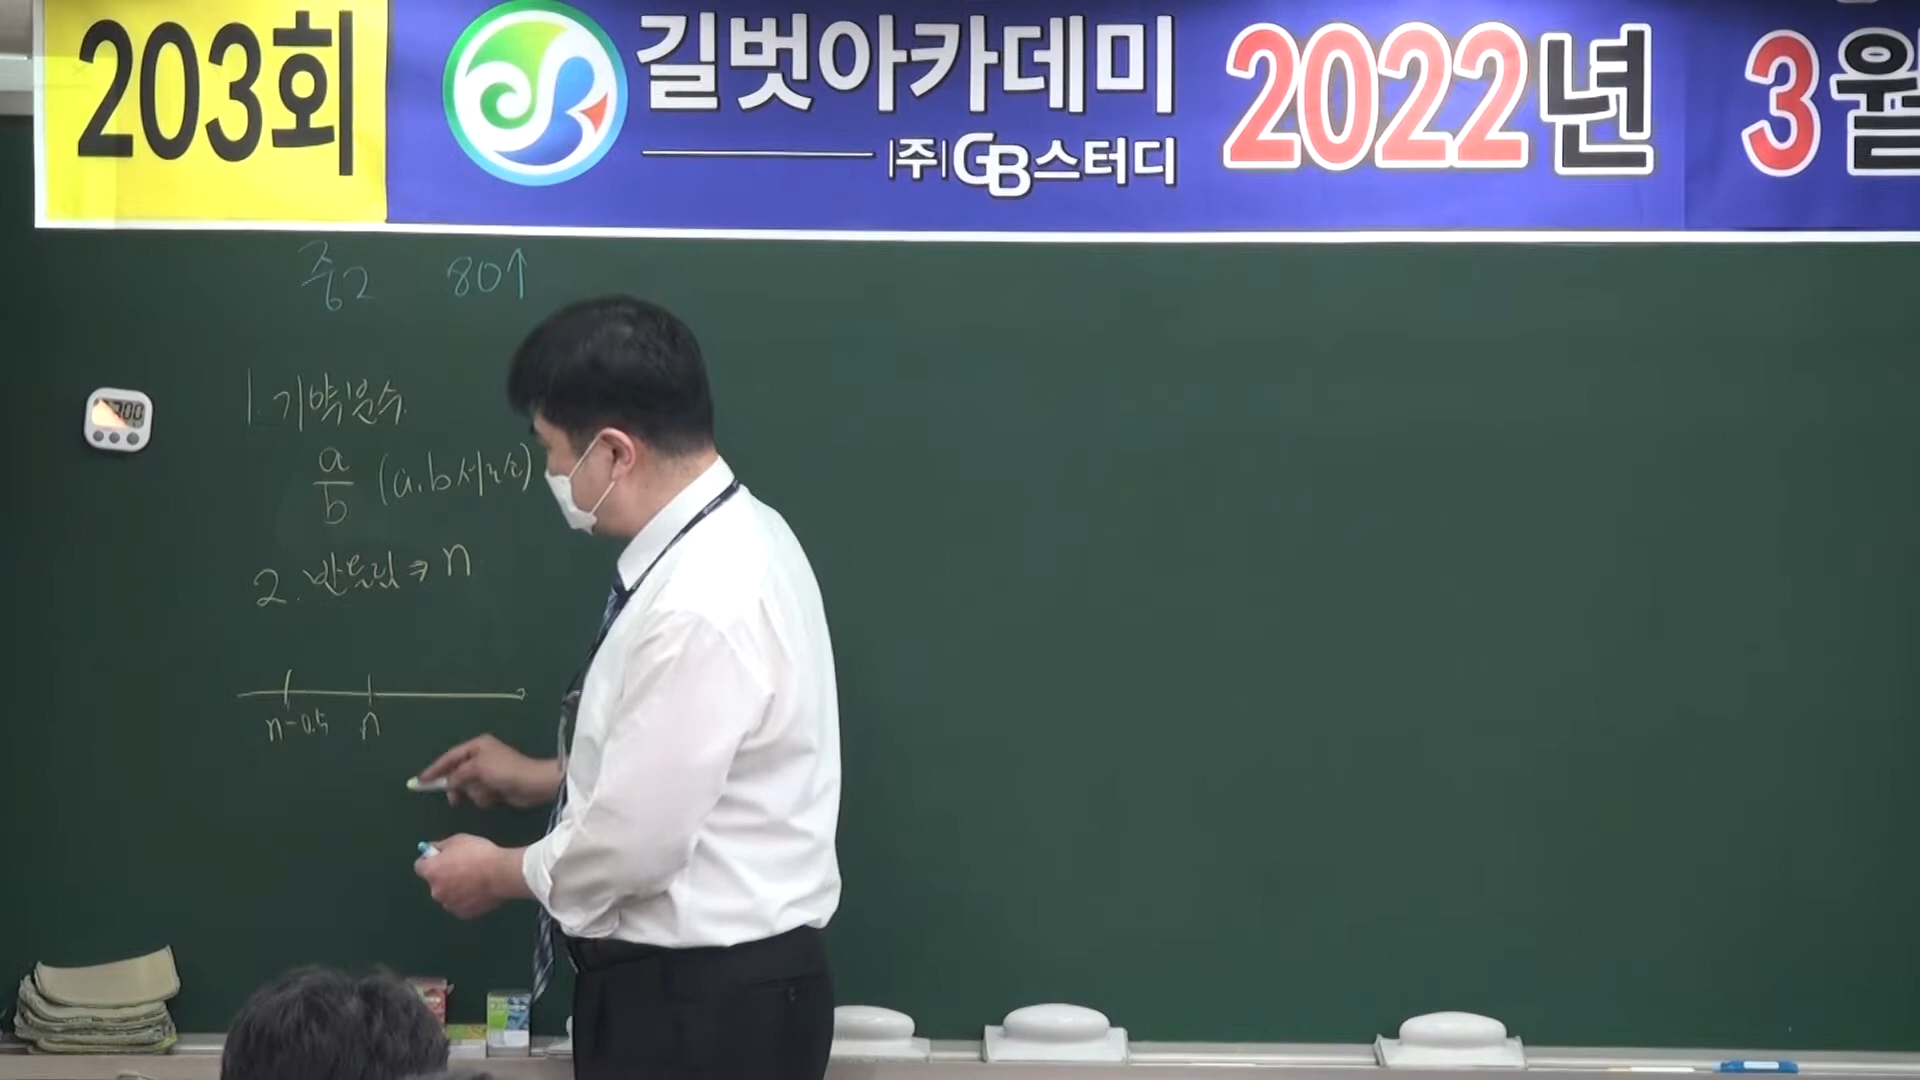 203회 길벗아카데미 2022년 3월
(주)GB스터디
중2 80↑
1. 기약분수
a/b (a.b 서로소)
2. 반올림 ⇒ n
n-0.5 n